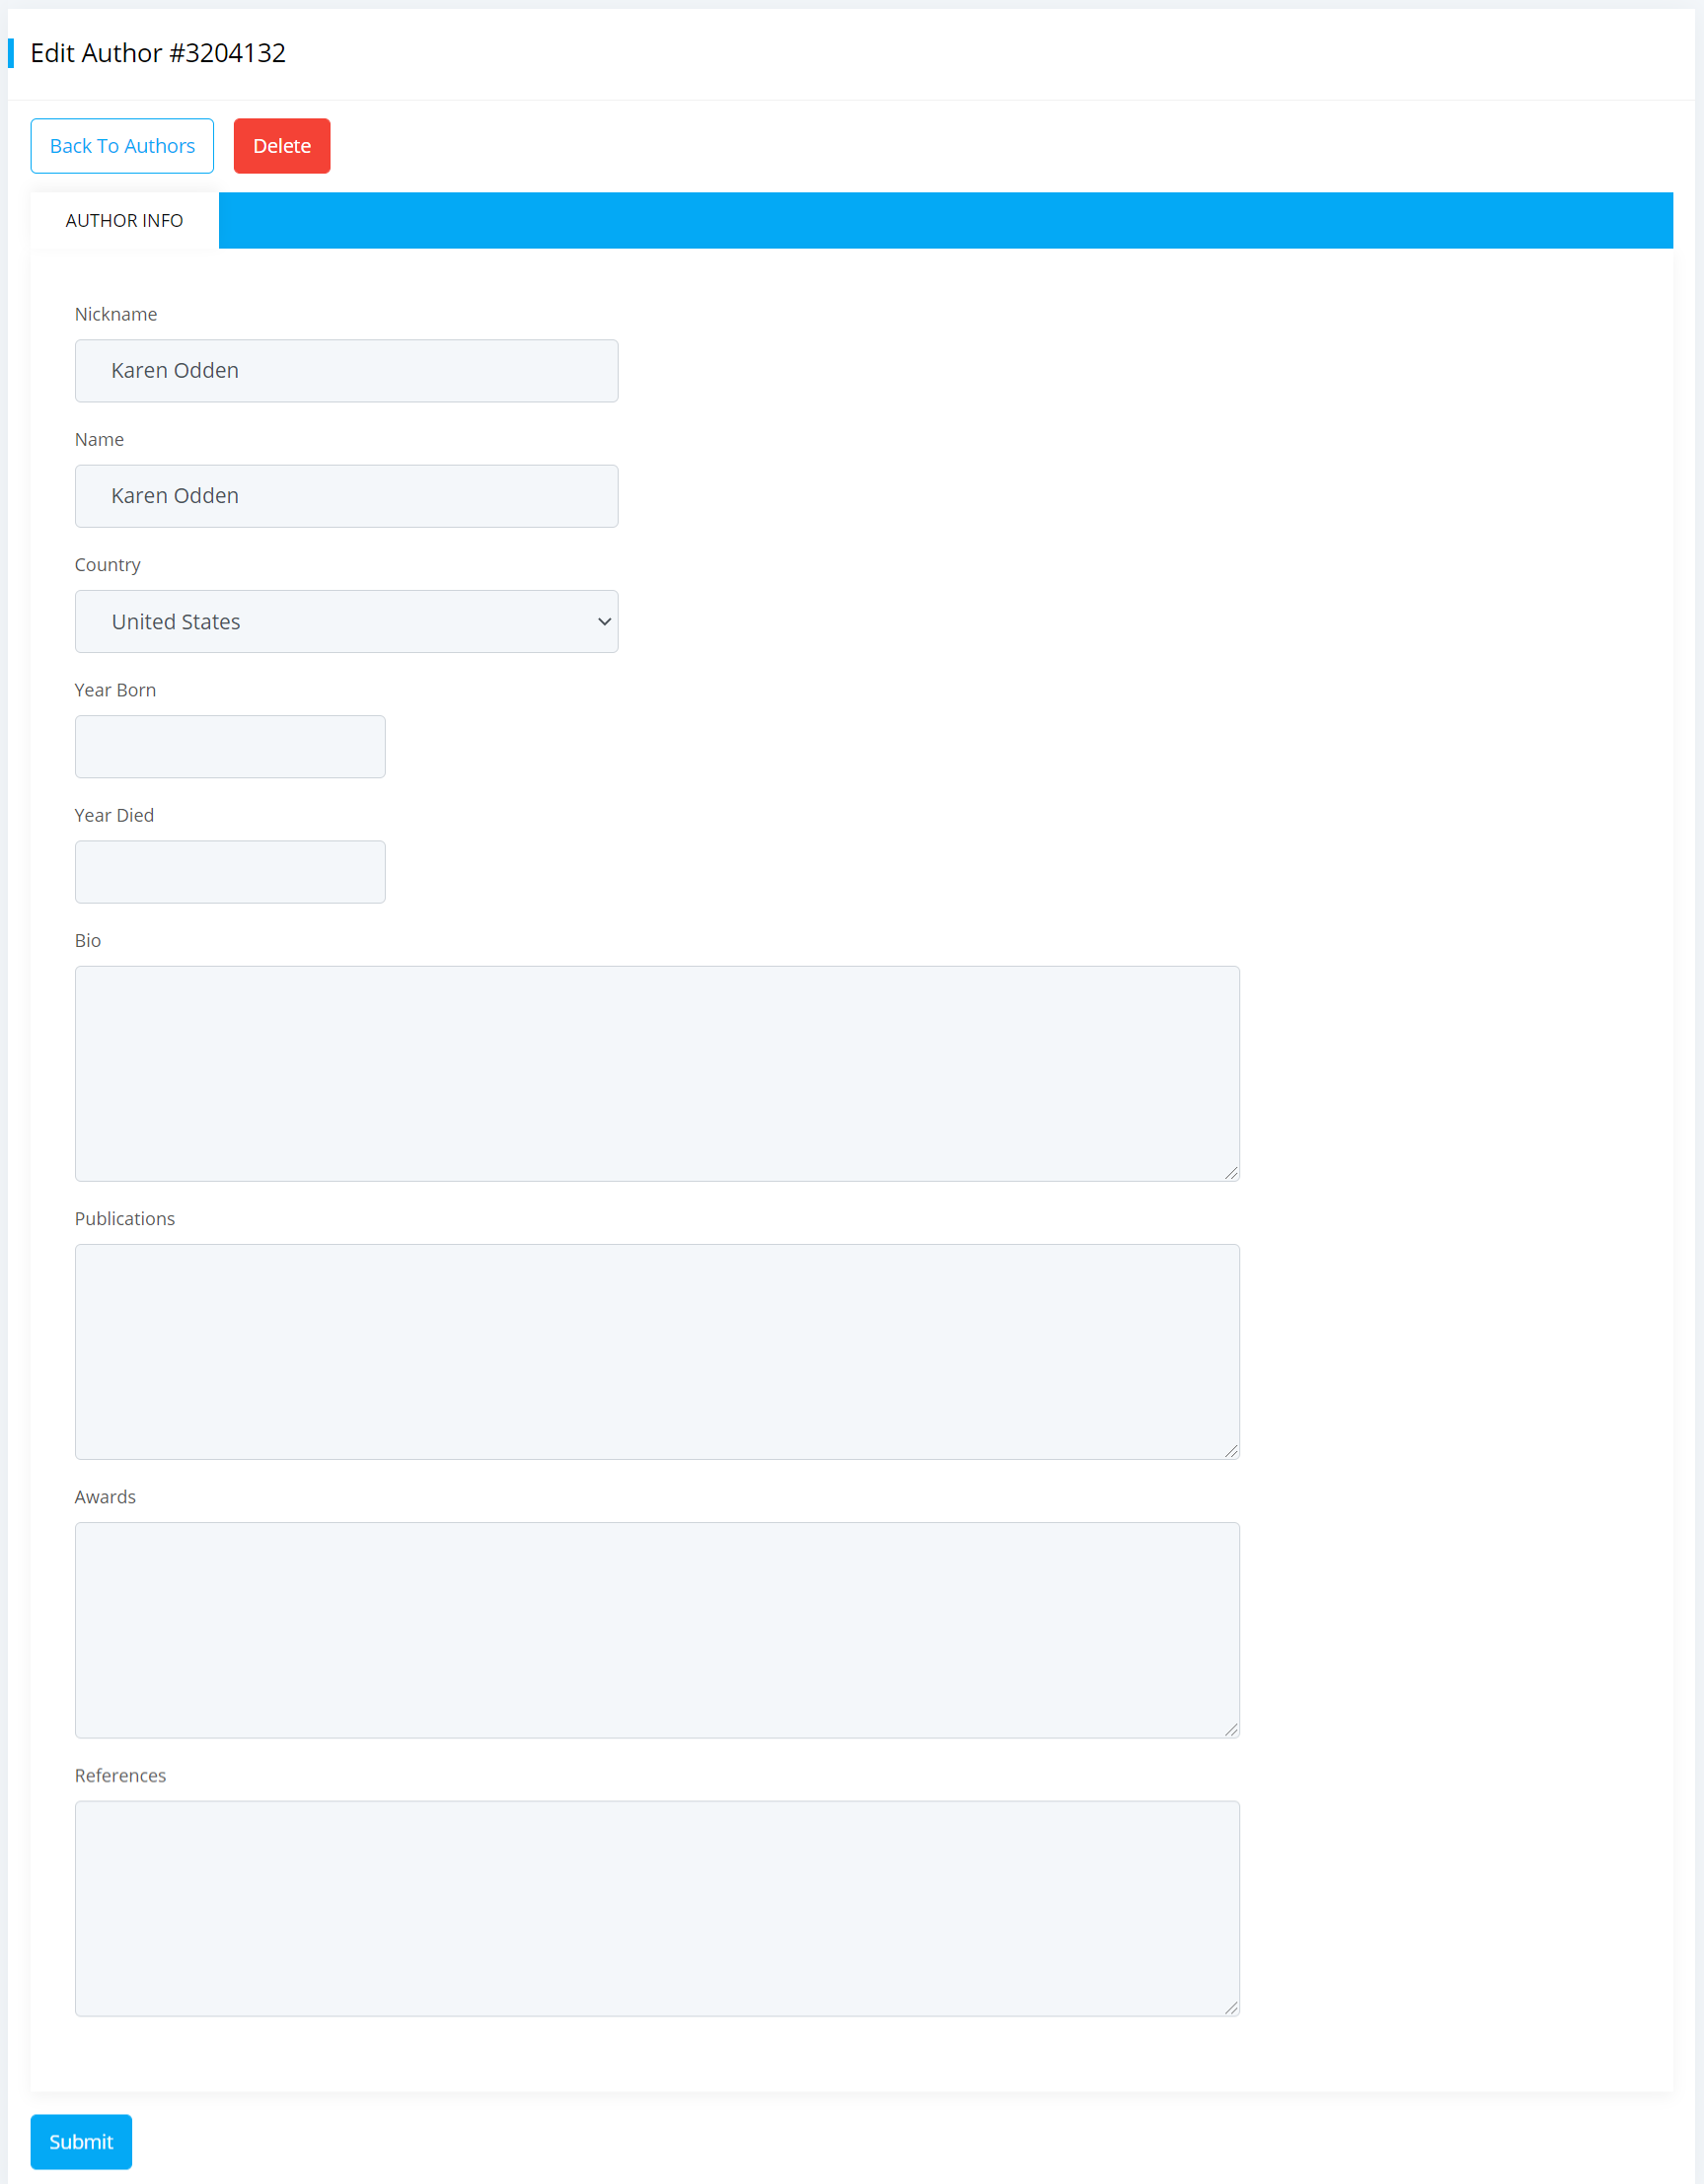 Edit Author #3204132
Back To Authors Delete
AUTHOR INFO
Nickname
Karen Odden
Name
Karen Odden
Country
United States
Year Born
Year Died
Bio
Publications
Awards
References
Submit